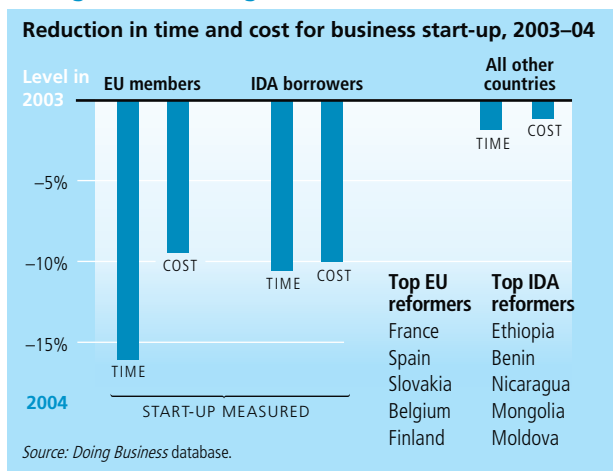 Reduction in time and cost for business start-up, 2003–04
Level in
2003
EU members
IDA borrowers
All other
countries
TIME
COST
–5%
–10%
COST
TIME
COST
–15%
TIME
2004
START-UP MEASURED
Top EU
reformers
France
Spain
Slovakia
Belgium
Finland
Top IDA
reformers
Ethiopia
Benin
Nicaragua
Mongolia
Moldova
Source: Doing Business database.